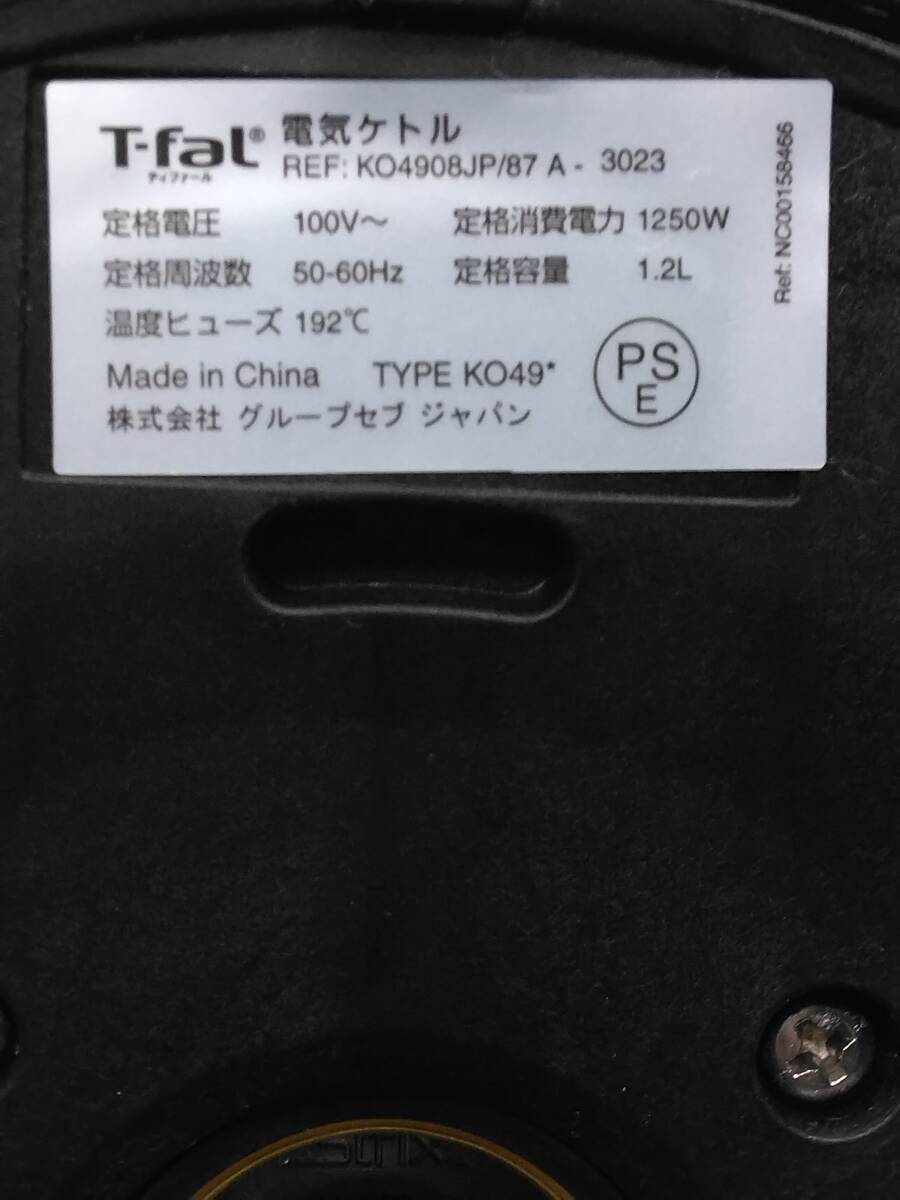 T-fal® 電気ケトル
ティファール
REF: KO4908JP/87 A - 3023
定格電圧 100V～ 定格消費電力 1250W
定格周波数 50-60Hz 定格容量 1.2L
温度ヒューズ 192℃
Made in China TYPE KO49*
株式会社 グループセブ ジャパン
PS
E
Ref: NC00158466
Strix